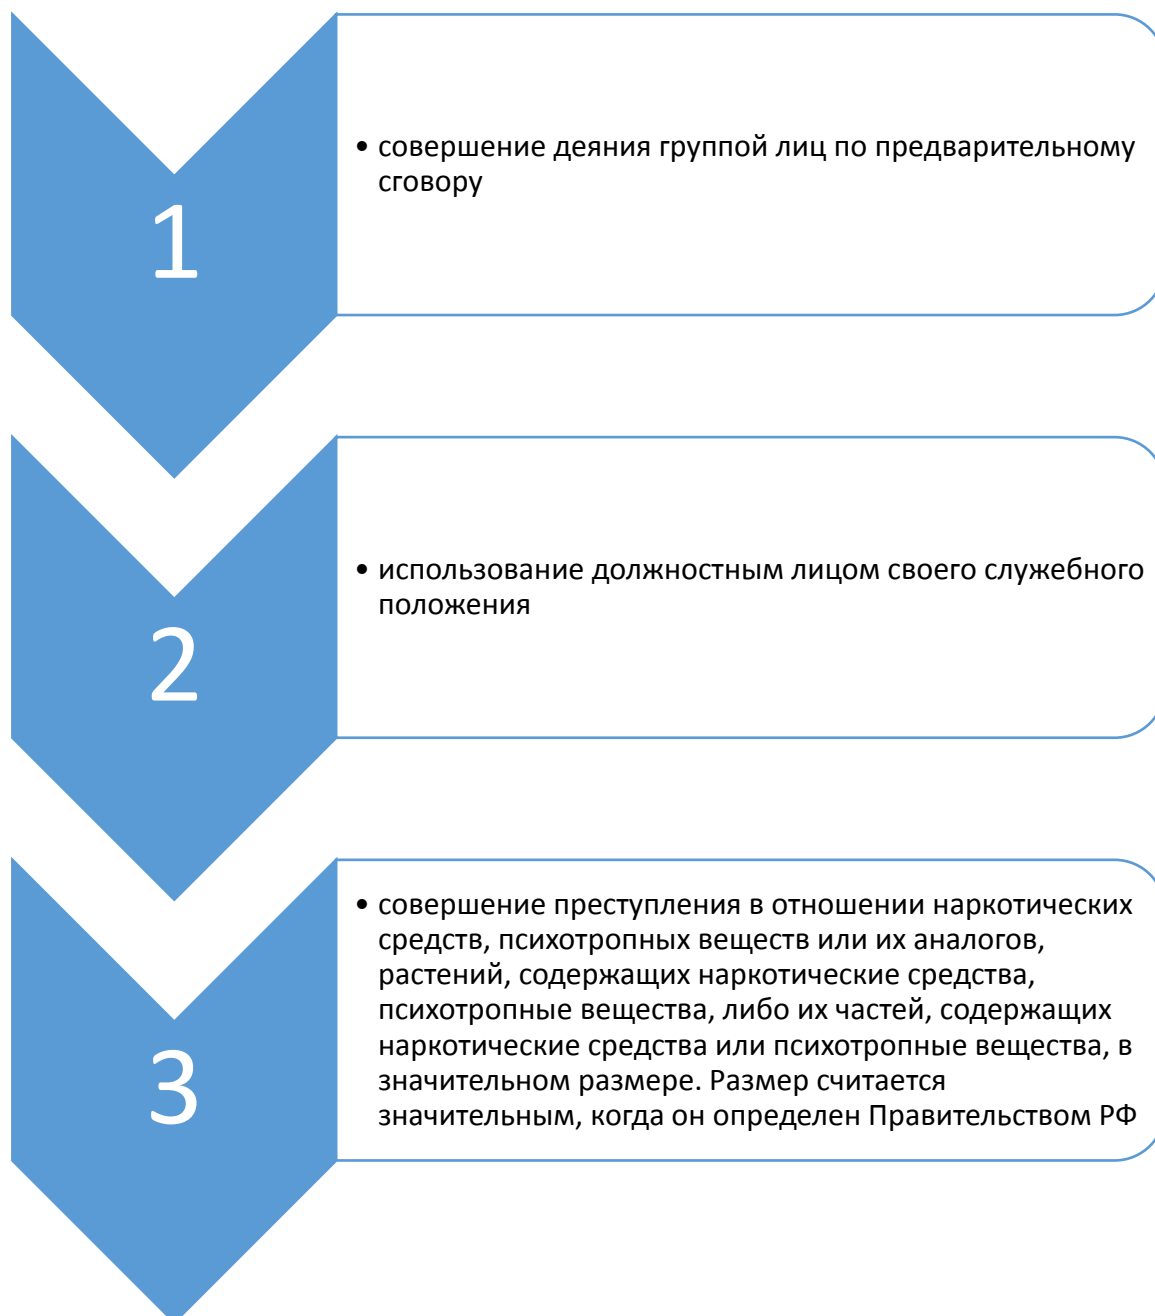 1
• совершение деяния группой лиц по предварительному
сговору
2
• использование должностным лицом своего служебного
положения
3
• совершение преступления в отношении наркотических
средств, психотропных веществ или их аналогов,
растений, содержащих наркотические средства,
психотропные вещества, либо их частей, содержащих
наркотические средства или психотропные вещества, в
значительном размере. Размер считается
значительным, когда он определен Правительством РФ